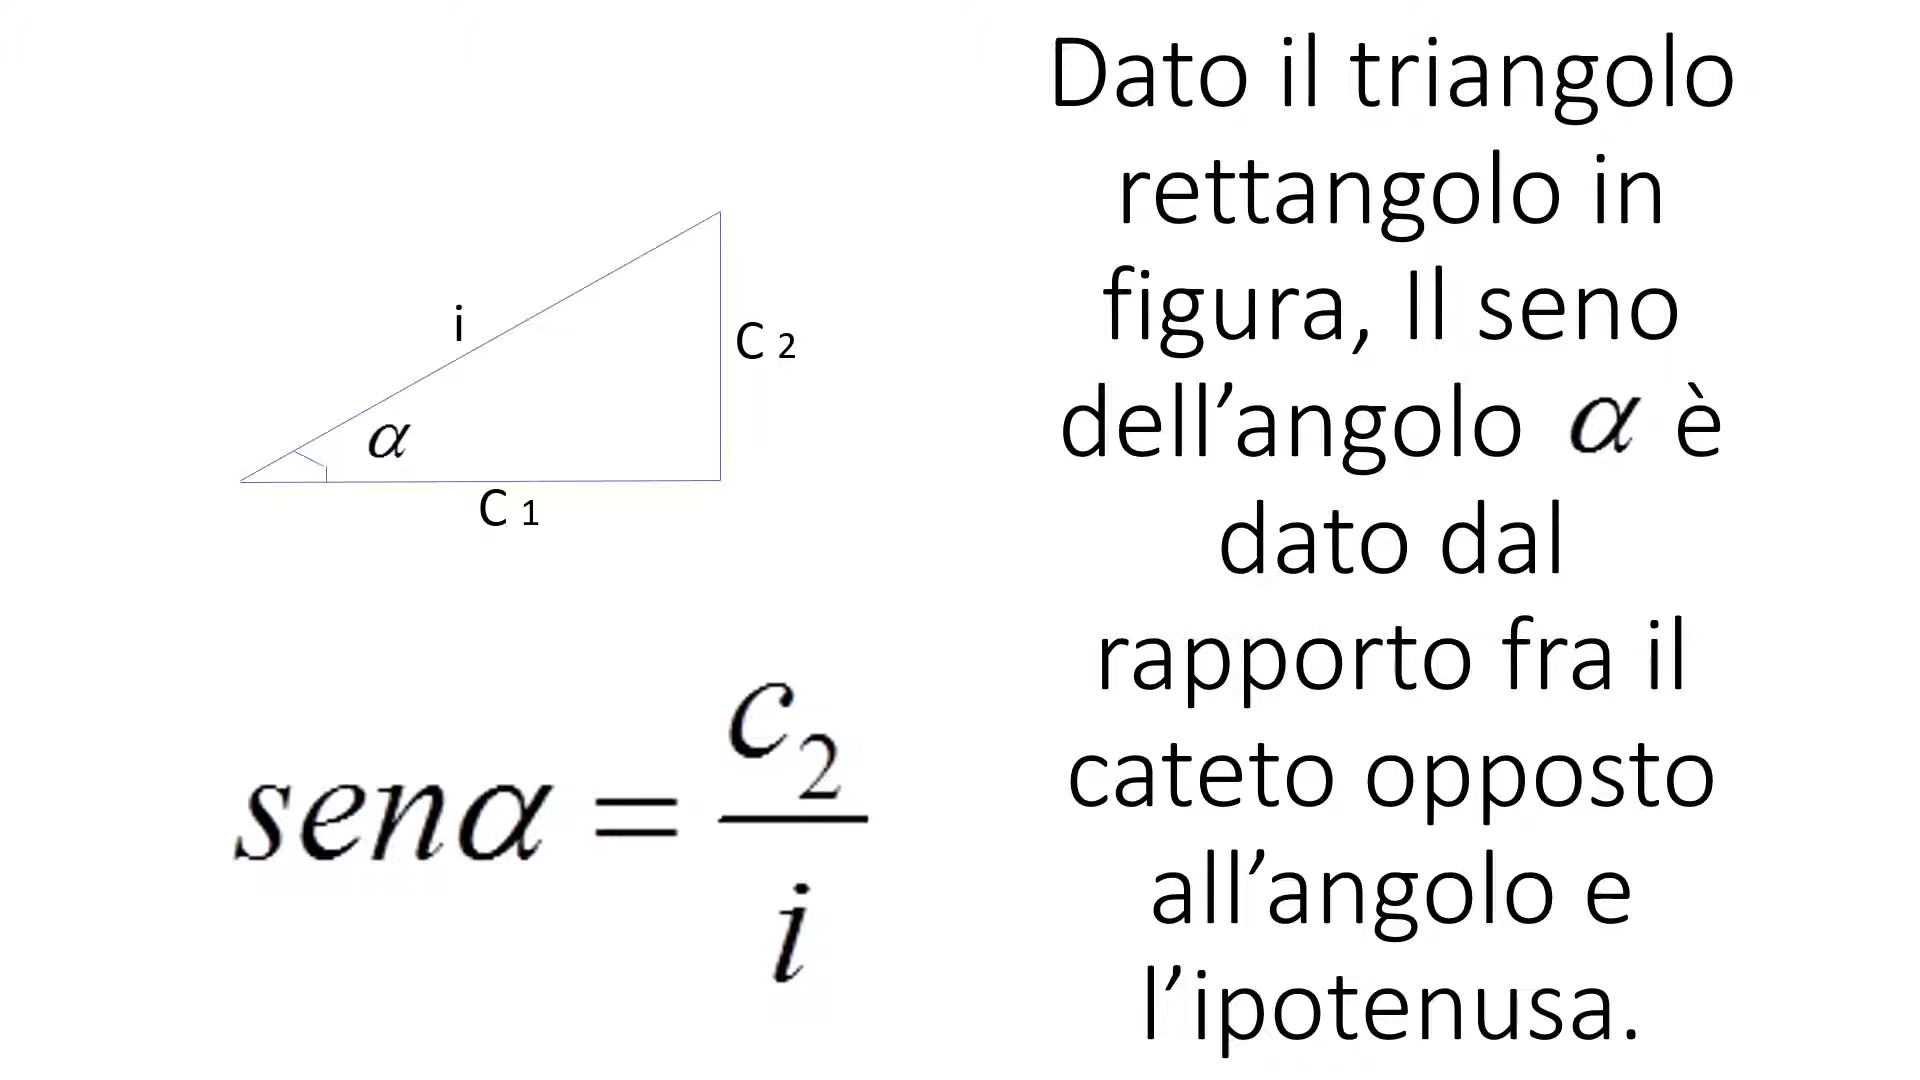 i
C 2
α
C 1
senα = c₂/i
Dato il triangolo
rettangolo in
figura, Il seno
dell’angolo α è
dato dal
rapporto fra il
cateto opposto
all’angolo e
l’ipotenusa.